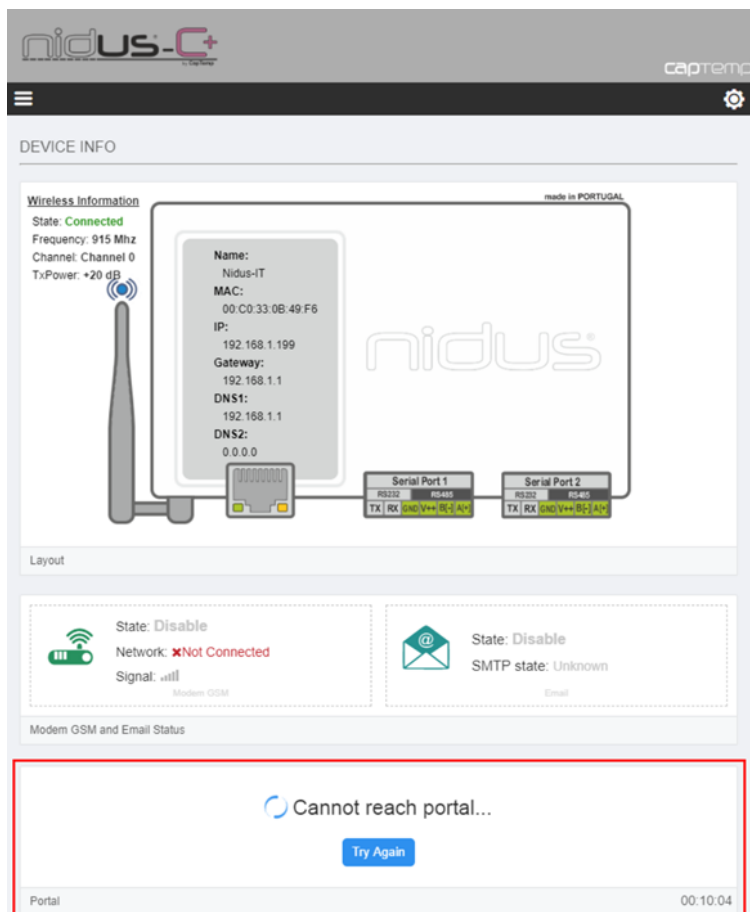 nidus-C+
by CapTemp
capTemp
DEVICE INFO
Wireless Information
State: Connected
Frequency: 915 Mhz
Channel: Channel 0
TxPower: +20 dB
made in PORTUGAL
Name:
Nidus-IT
MAC:
00:C0:33:0B:49:F6
IP:
192.168.1.199
Gateway:
192.168.1.1
DNS1:
192.168.1.1
DNS2:
0.0.0.0
nidus
Serial Port 1
RS232 RS485
TX RX GND V++ B[-] A[+]
Serial Port 2
RS232 RS485
TX RX GND V++ B[-] A[+]
Layout
State: Disable
Network: ✖Not Connected
Signal:
Modem GSM
@
State: Disable
SMTP state: Unknown
Email
Modem GSM and Email Status
Cannot reach portal...
Try Again
Portal
00:10:04